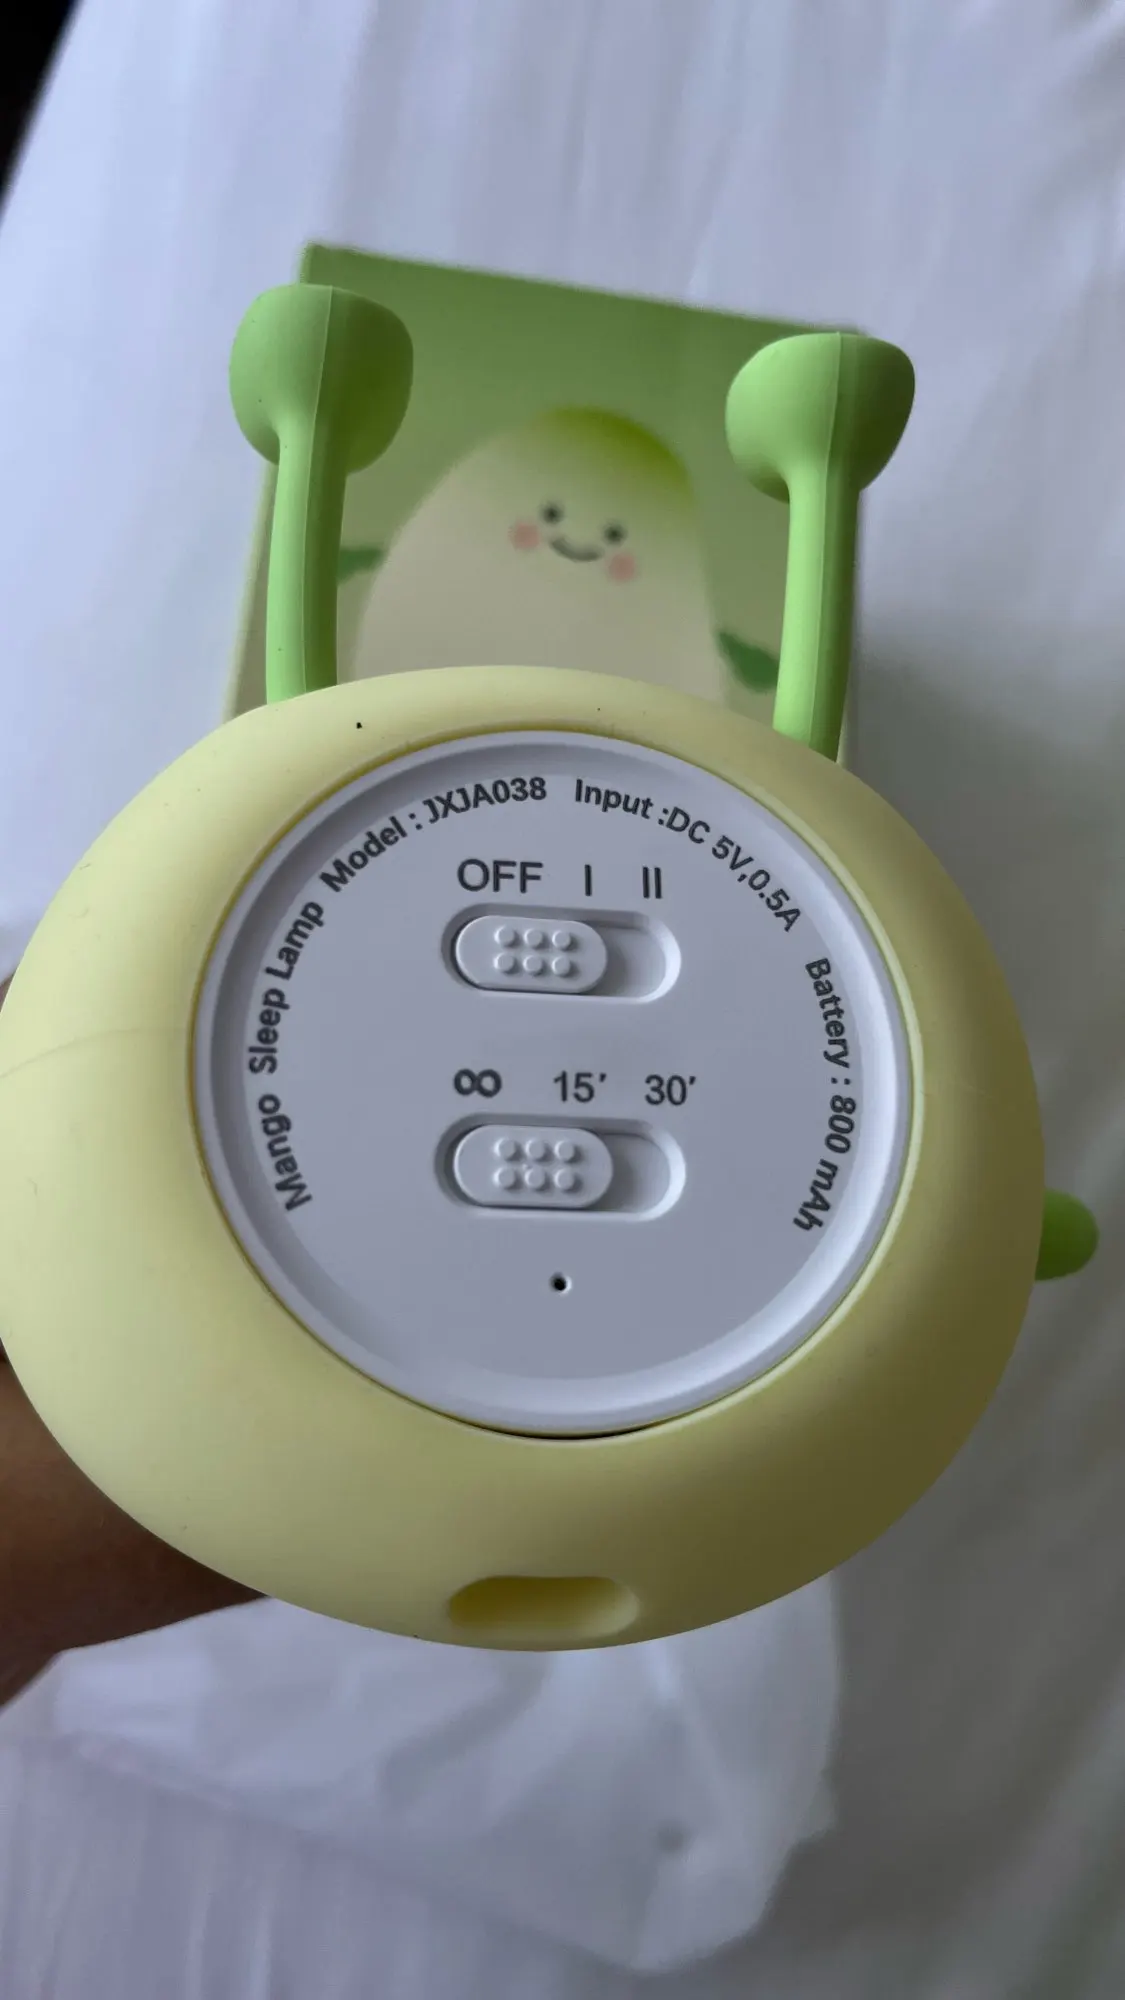 Mango Sleep Lamp Model : JXJA038 Input :DC 5V,0.5A Battery : 800 mAh
OFF I II
∞ 15′ 30′